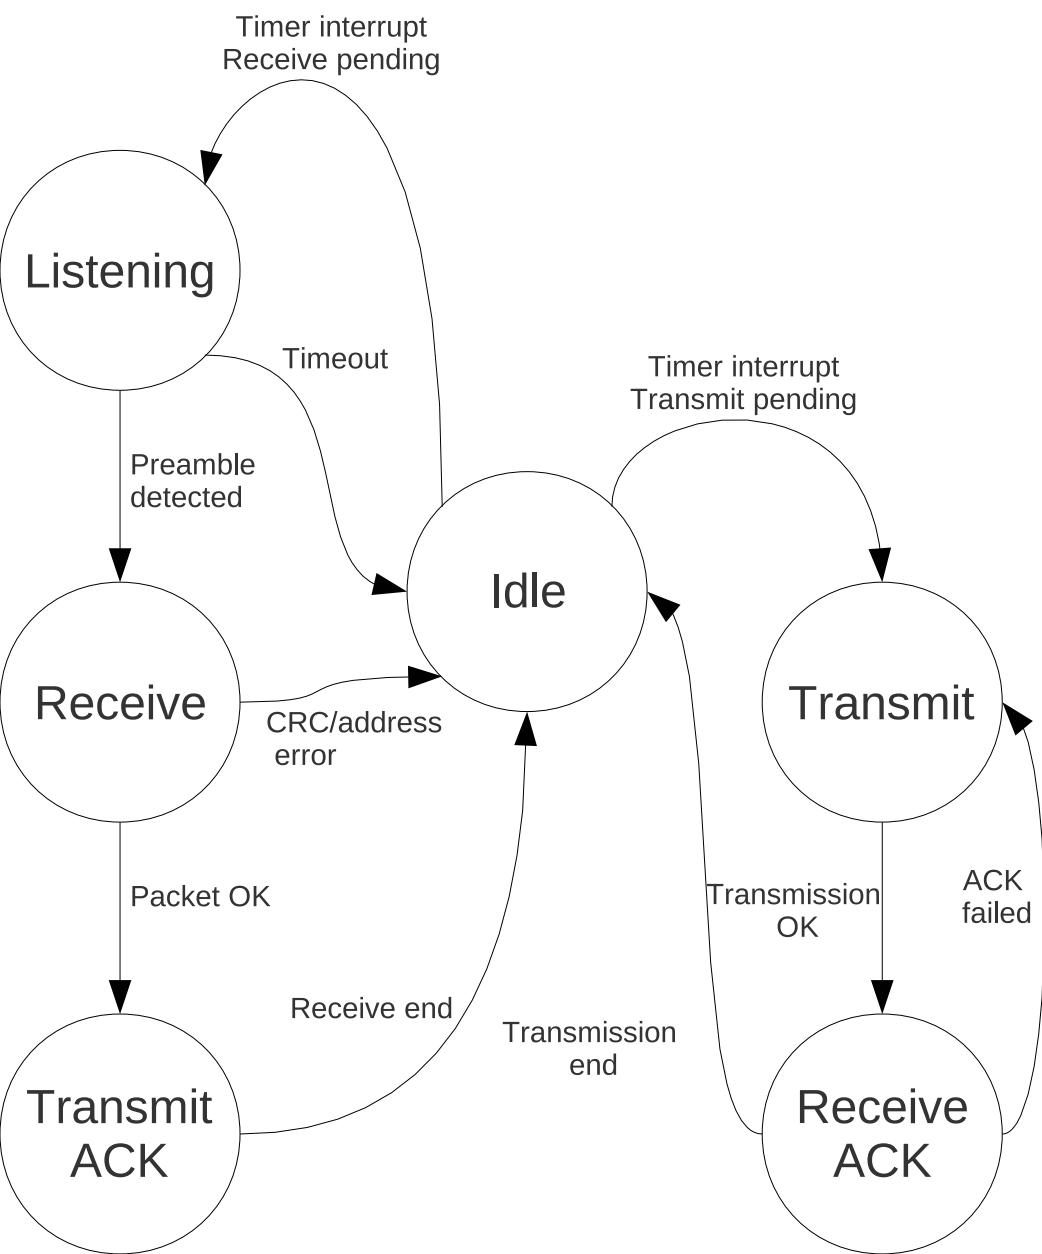 Timer interrupt
Receive pending
Listening
Timeout
Timer interrupt
Transmit pending
Preamble
detected
Idle
Receive
Transmit
CRC/address
error
Packet OK
Transmission
OK
ACK
failed
Receive end
Transmission
end
Transmit
ACK
Receive
ACK